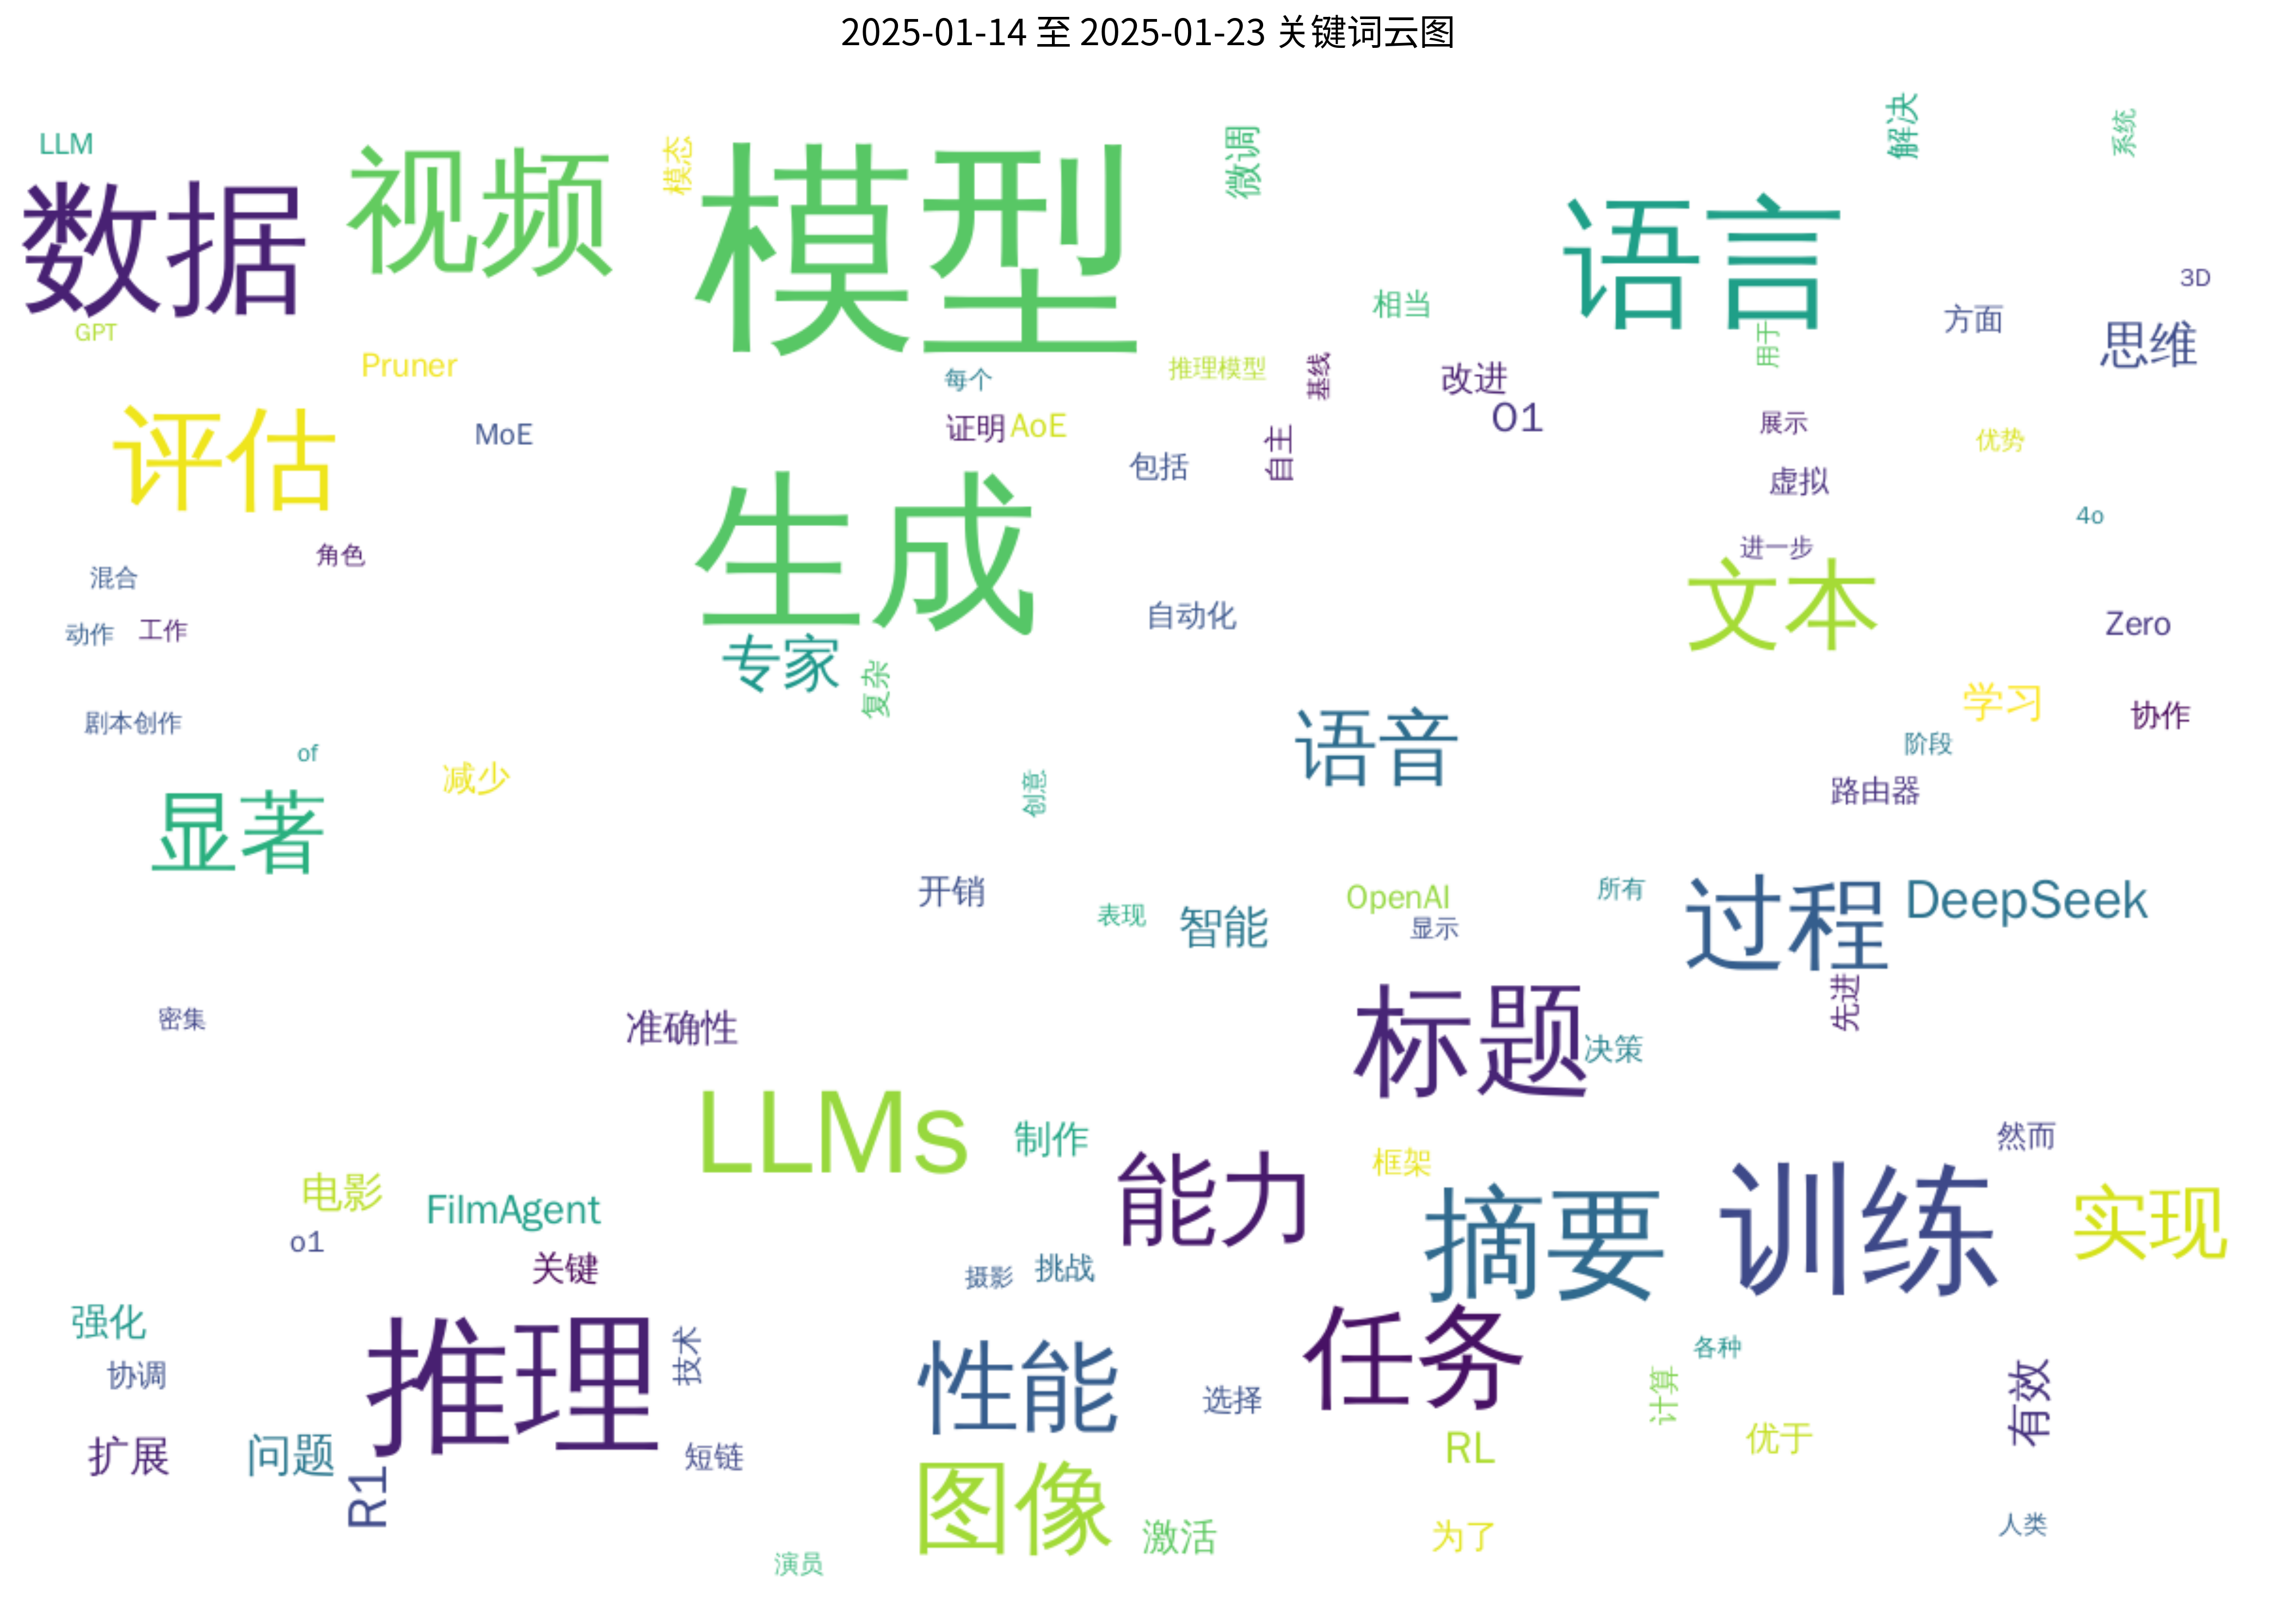 2025-01-14 至 2025-01-23 关键词云图
LLM
数据
视频
模态
模型
微调
语言
解决
系统
GPT
Pruner
每个
推理模型
基线
相当
改进
用于
方面
3D
思维
评估
MoE
证明
AoE
包括
自主
O1
展示
虚拟
优势
4o
角色
混合
动作
工作
生成
专家
复杂
自动化
进一步
文本
Zero
剧本创作
of
减少
显著
创意
语音
学习
协作
阶段
路由器
开销
表现
智能
OpenAI
显示
所有
过程
DeepSeek
先进
密集
准确性
标题
决策
LLMs
制作
能力
框架
摘要
训练
然而
实现
电影
FilmAgent
o1
关键
摄影
挑战
强化
协调
推理
技术
性能
选择
任务
各种
计算
有效
扩展
问题
R1
短链
图像
激活
RL
优于
为了
人类
演员